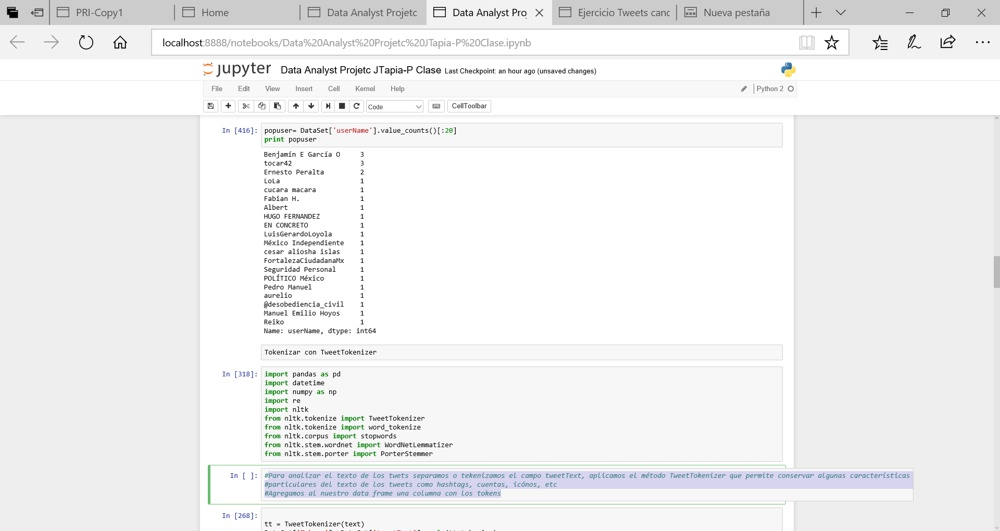 PRI-Copy1
Home
Data Analyst Projetc
Data Analyst Pro
Ejercicio Tweets canc
Nueva pestaña
localhost:8888/notebooks/Data%20Analyst%20Projetc%20JTapia-P%20Clase.ipynb
jupyter Data Analyst Projetc JTapia-P Clase Last Checkpoint: an hour ago (unsaved changes)
File Edit View Insert Cell Kernel Help Python 2
Code CellToolbar
In [416]: popuser= DataSet['userName'].value_counts()[:20]
print popuser
Benjamín E García O 3
tocar42 3
Ernesto Peralta 2
LoLa 1
cucara macara 1
Fabian H. 1
Albert 1
HUGO FERNANDEZ 1
EN CONCRETO 1
LuisGerardoLoyola 1
México Independiente 1
cesar aliosha islas 1
FortalezaCiudadanaMx 1
Seguridad Personal 1
POLÍTICO México 1
Pedro Manuel 1
aurelio 1
@desobediencia_civil 1
Manuel Emilio Hoyos 1
Reiko 1
Name: userName, dtype: int64
Tokenizar con TweetTokenizer
In [318]: import pandas as pd
import datetime
import numpy as np
import re
import nltk
from nltk.tokenize import TweetTokenizer
from nltk.tokenize import word_tokenize
from nltk.corpus import stopwords
from nltk.stem.wordnet import WordNetLemmatizer
from nltk.stem.porter import PorterStemmer
In [ ]: #Para analizar el texto de los twets separamos o tekenizamos el campo tweetText, aplicamos el método TweetTokenizer que permite conservar algunas características
#particulares del texto de los tweets como hashtags, cuentas, icónos, etc
#Agregamos al nuestro data frame una columna con los tokens
In [268]:
tt = TweetTokenizer(text)